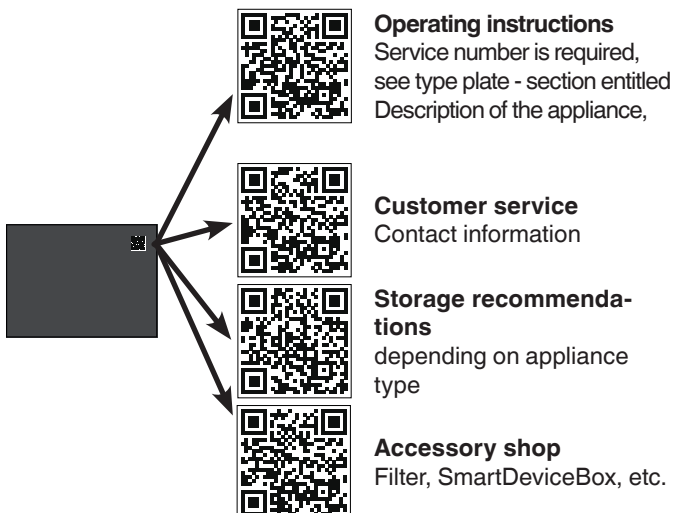 Operating instructions
Service number is required,
see type plate - section entitled
Description of the appliance,
Customer service
Contact information
Storage recommenda-
tions
depending on appliance
type
Accessory shop
Filter, SmartDeviceBox, etc.